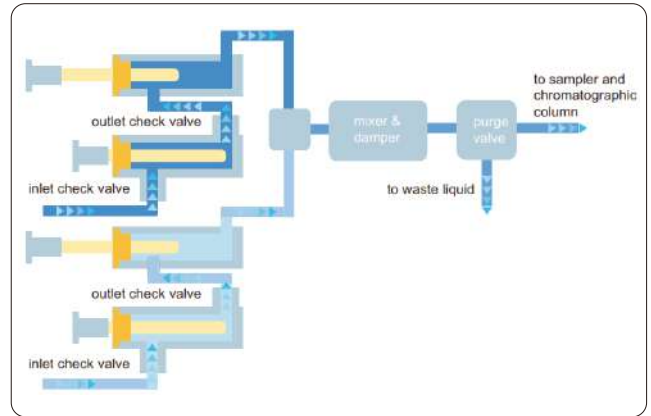 to sampler and
chromatographic
column
outlet check valve
mixer &
damper
purge
valve
inlet check valve
to waste liquid
outlet check valve
inlet check valve